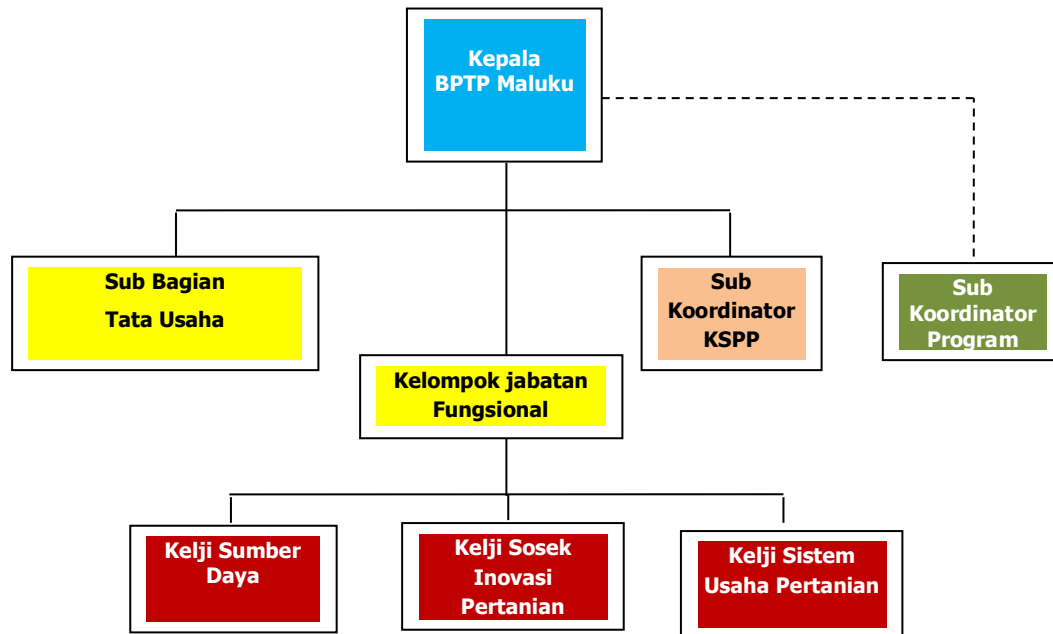 Kepala
BPTP Maluku
Sub Bagian
Tata Usaha
Sub
Koordinator
KSPP
Sub
Koordinator
Program
Kelompok jabatan
Fungsional
Kelji Sumber
Daya
Kelji Sosek
Inovasi
Pertanian
Kelji Sistem
Usaha Pertanian